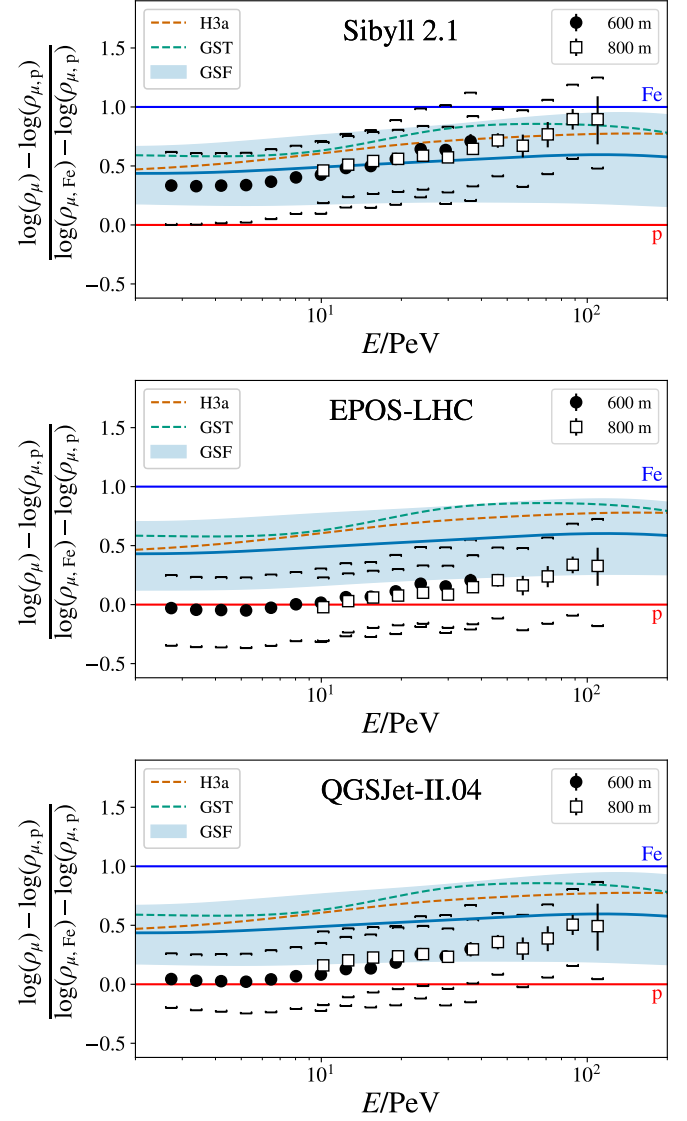 Sibyll 2.1
H3a
GST
GSF
600 m
800 m
Fe
p
1.5
1.0
0.5
0.0
−0.5
log(ρμ) − log(ρμ, p)
log(ρμ, Fe) − log(ρμ, p)
10¹
10²
E/PeV
EPOS-LHC
H3a
GST
GSF
600 m
800 m
Fe
p
1.5
1.0
0.5
0.0
−0.5
log(ρμ) − log(ρμ, p)
log(ρμ, Fe) − log(ρμ, p)
10¹
10²
E/PeV
QGSJet-II.04
H3a
GST
GSF
600 m
800 m
Fe
p
1.5
1.0
0.5
0.0
−0.5
log(ρμ) − log(ρμ, p)
log(ρμ, Fe) − log(ρμ, p)
10¹
10²
E/PeV